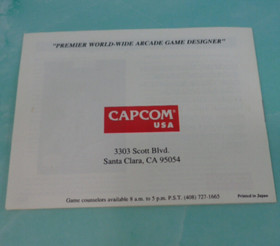 "PREMIER WORLD-WIDE ARCADE GAME DESIGNER"
CAPCOM®
USA
3303 Scott Blvd.
Santa Clara, CA 95054
Game counselors available 8 a.m. to 5 p.m. P.S.T. (408) 727-1665
Printed in Japan